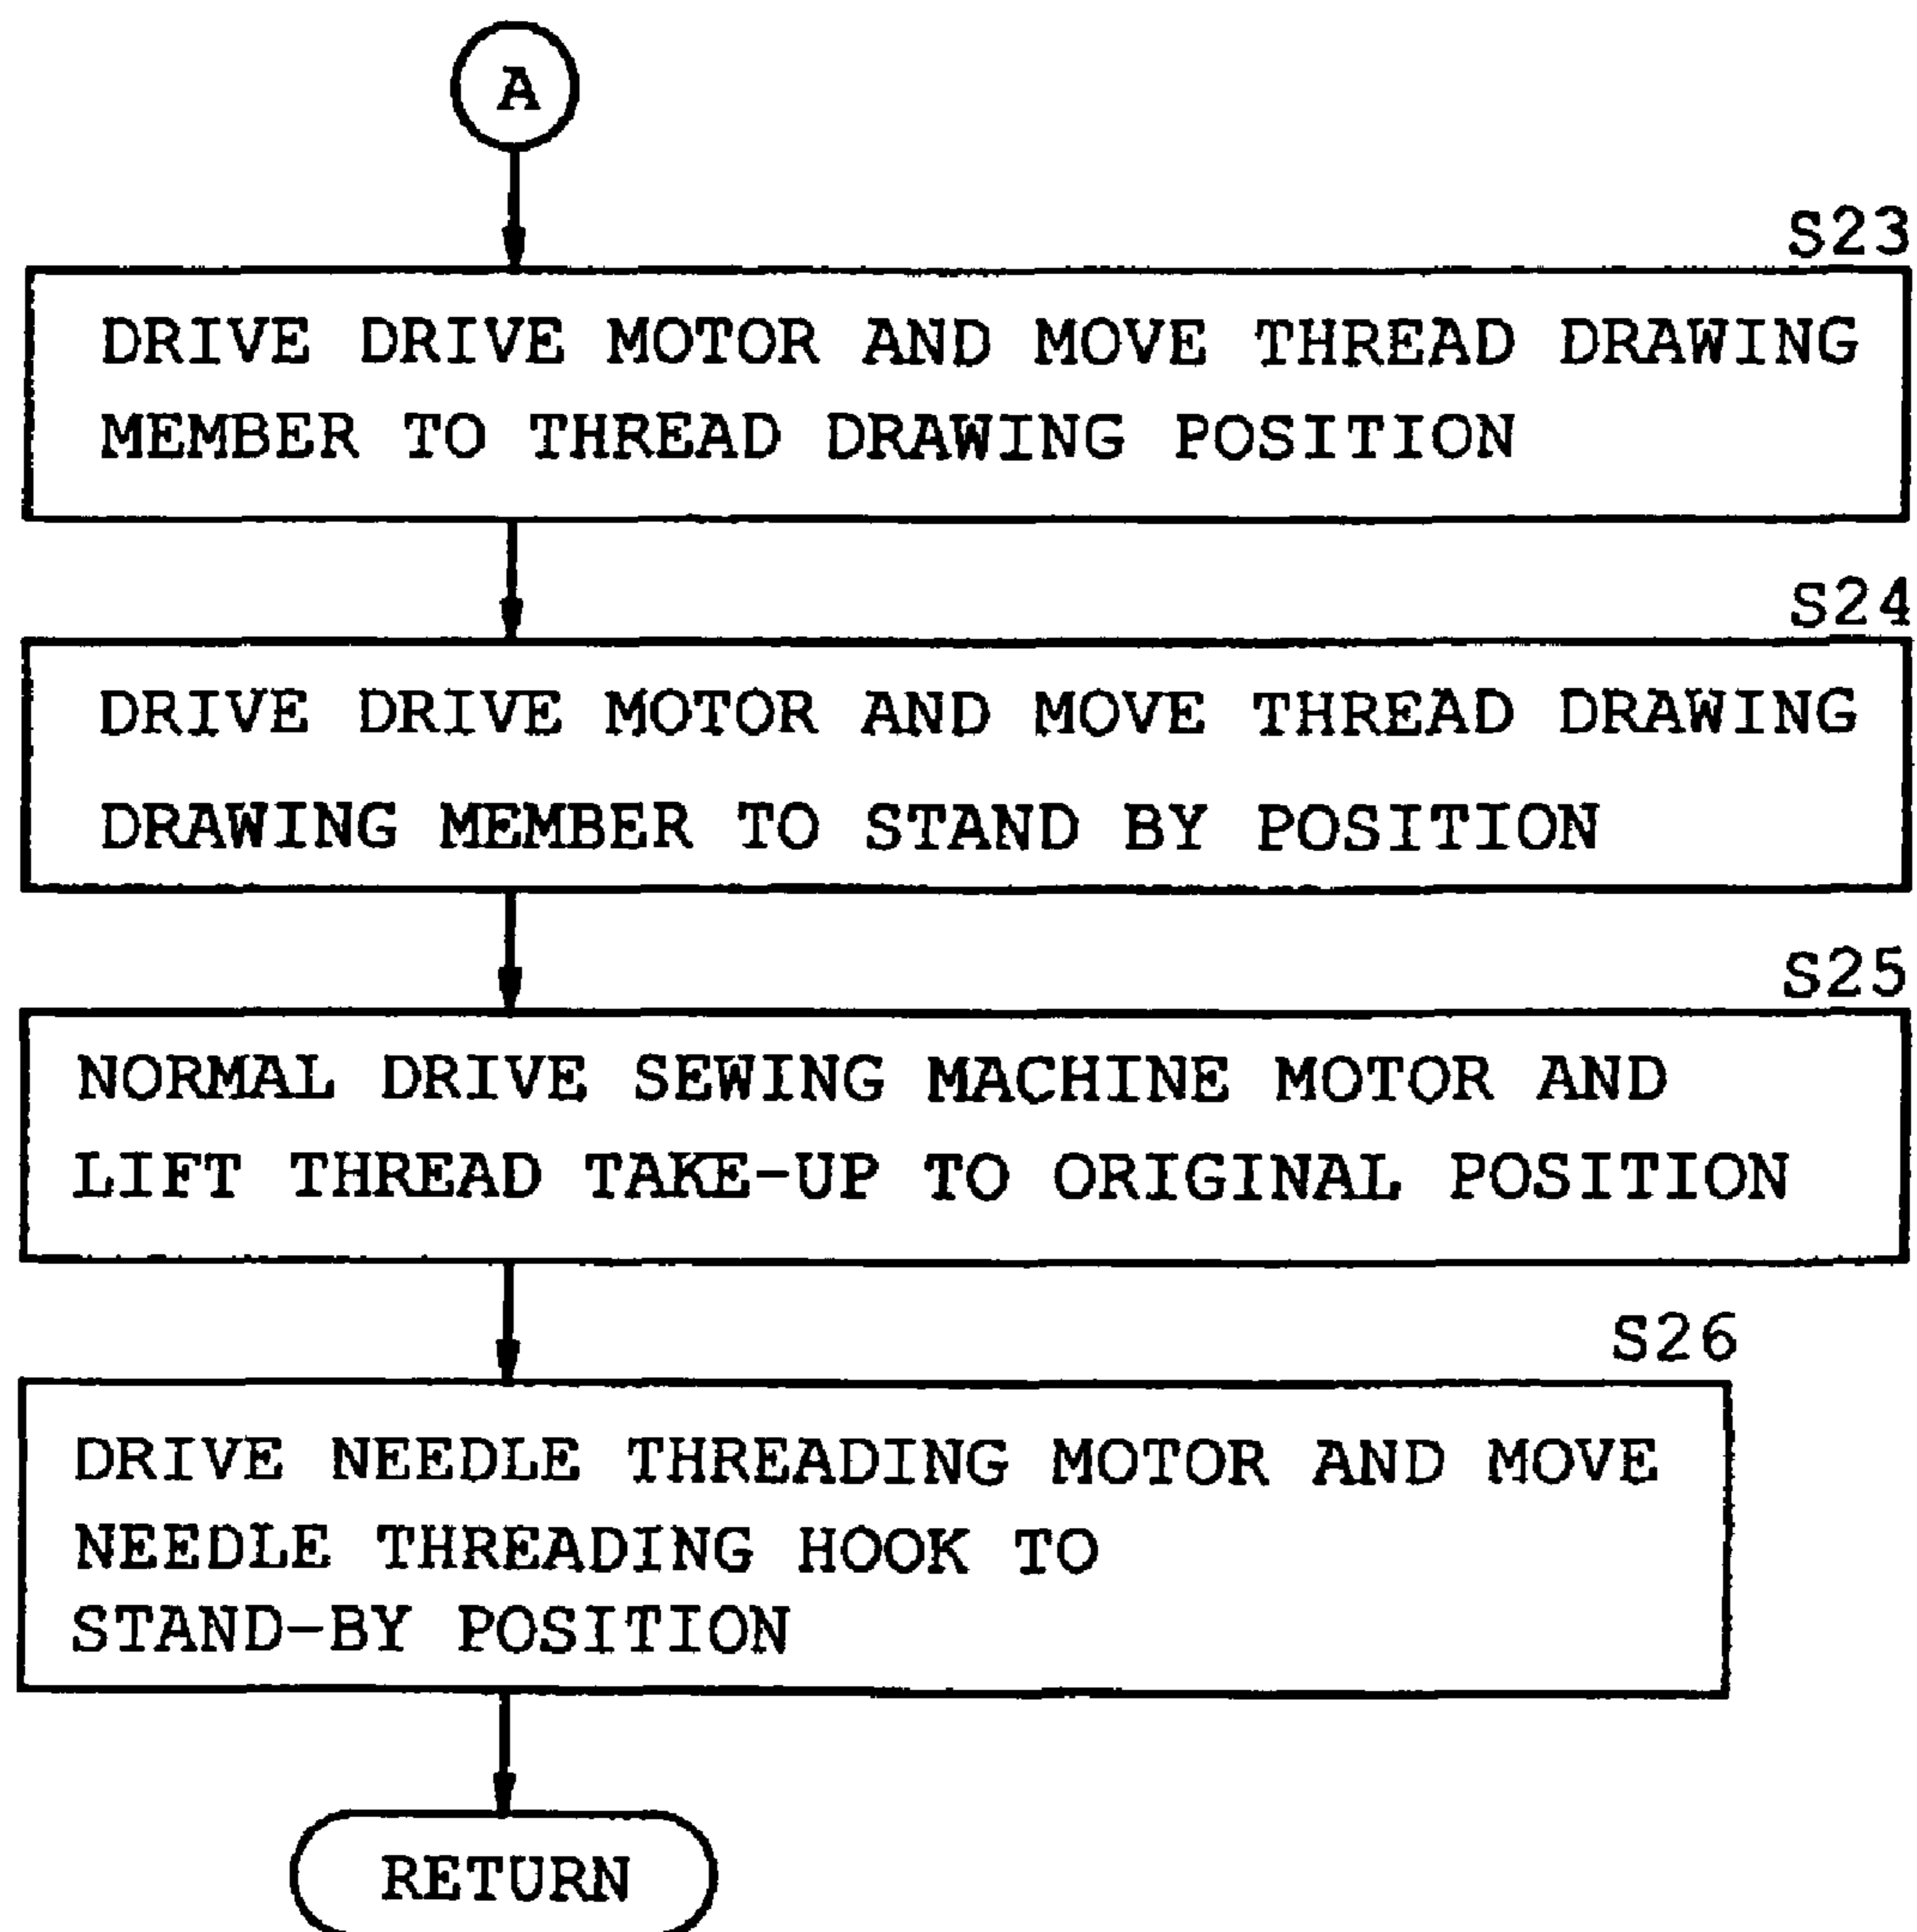 A
S23
DRIVE DRIVE MOTOR AND MOVE THREAD DRAWING
MEMBER TO THREAD DRAWING POSITION
S24
DRIVE DRIVE MOTOR AND MOVE THREAD DRAWING
DRAWING MEMBER TO STAND BY POSITION
S25
NORMAL DRIVE SEWING MACHINE MOTOR AND
LIFT THREAD TAKE-UP TO ORIGINAL POSITION
S26
DRIVE NEEDLE THREADING MOTOR AND MOVE
NEEDLE THREADING HOOK TO
STAND-BY POSITION
RETURN